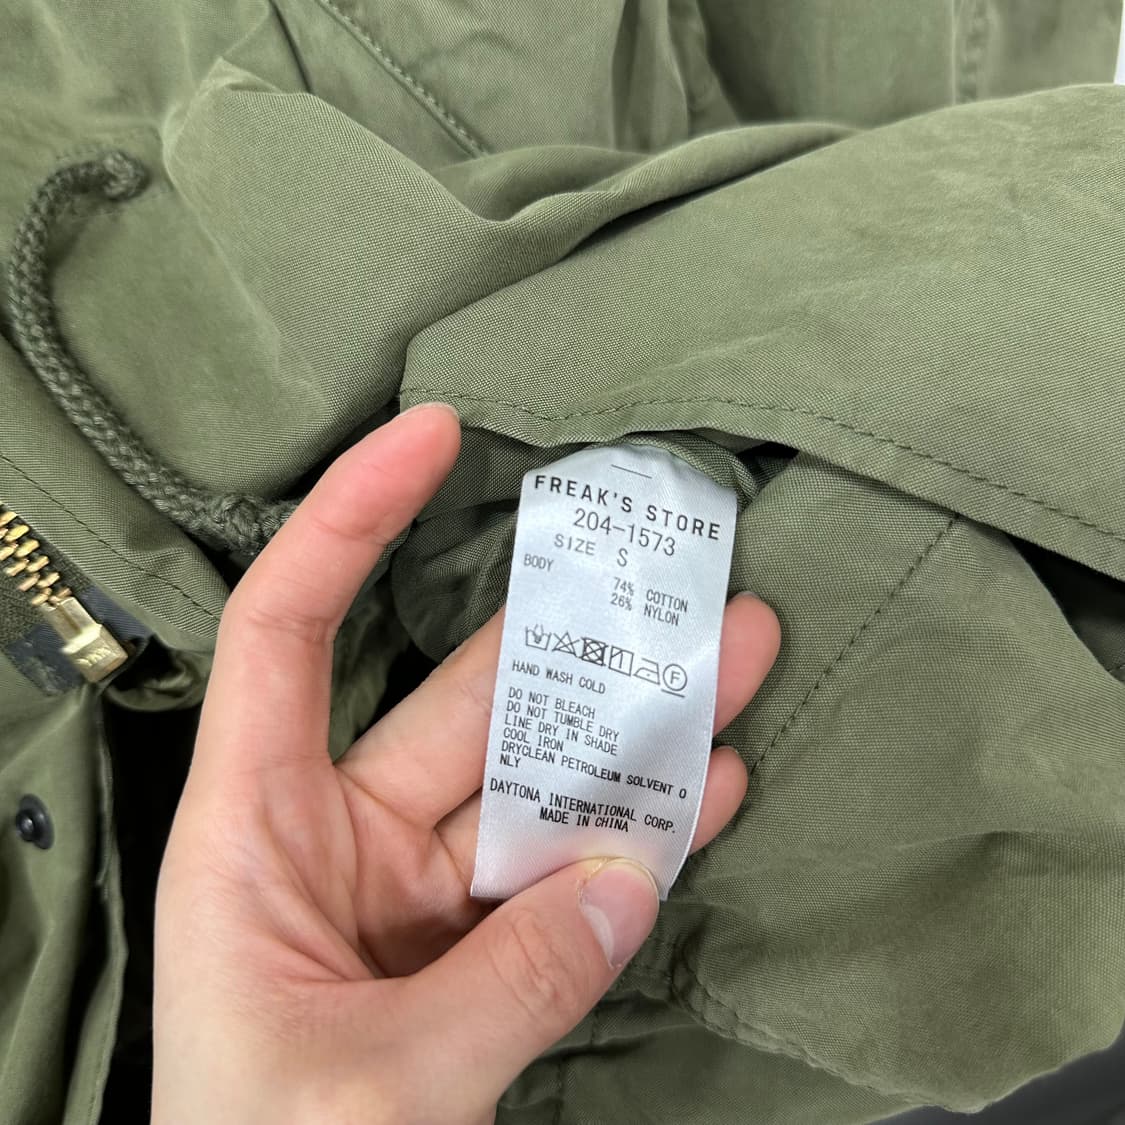 FREAK'S STORE
204-1573
SIZE S
BODY
74% COTTON
26% NYLON
F
HAND WASH COLD
DO NOT BLEACH
DO NOT TUMBLE DRY
LINE DRY IN SHADE
COOL IRON
DRYCLEAN PETROLEUM SOLVENT O
NLY
DAYTONA INTERNATIONAL CORP.
MADE IN CHINA